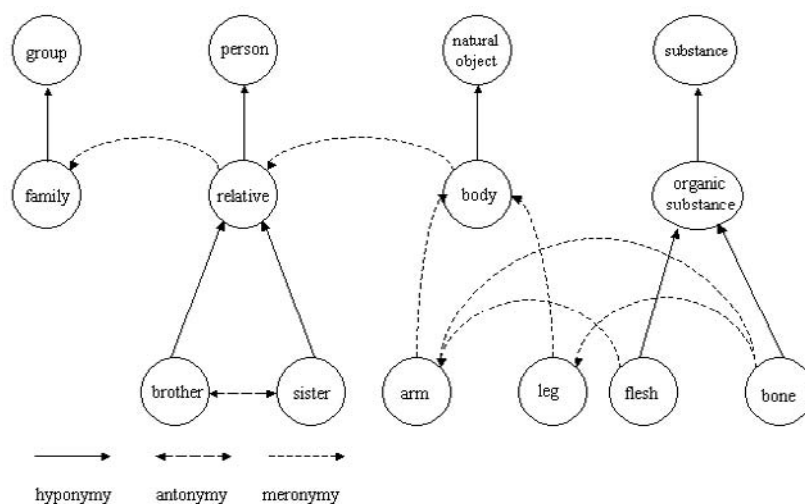 group
person
natural
object
substance
family
relative
body
organic
substance
brother
sister
arm
leg
flesh
bone
hyponymy
antonymy
meronymy